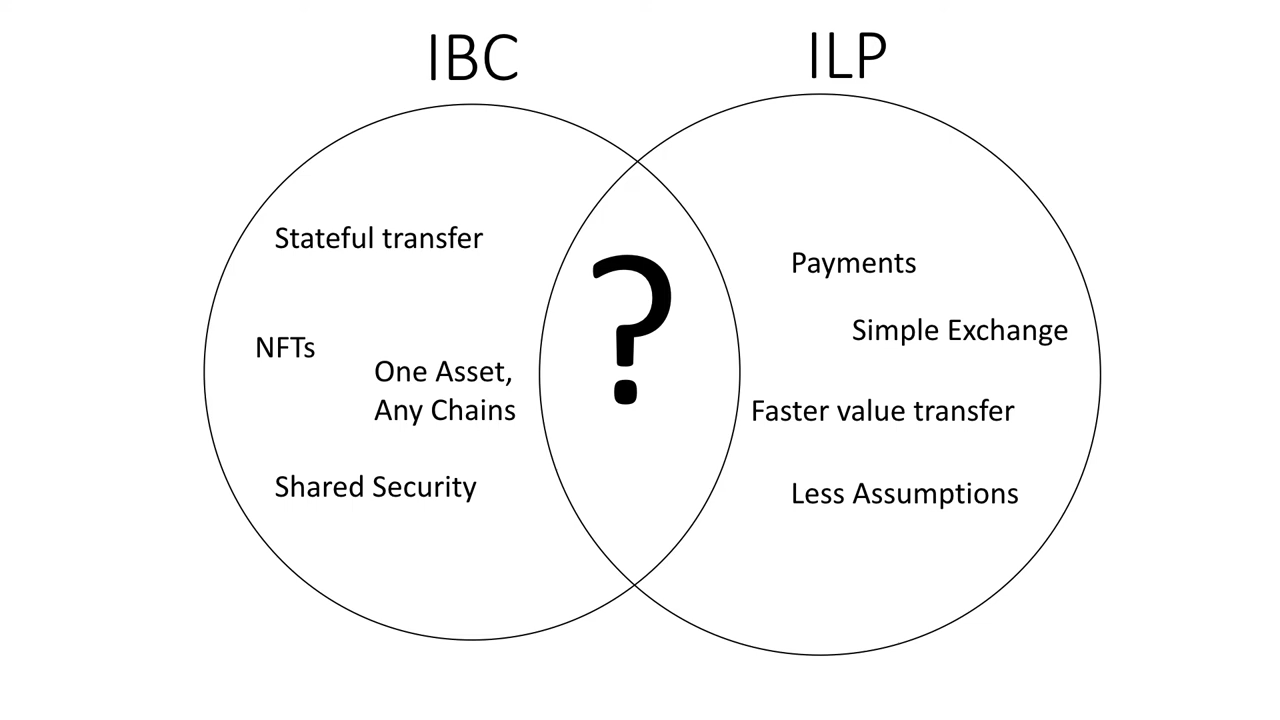 IBC
ILP
Stateful transfer
NFTs
One Asset,
Any Chains
Shared Security
?
Payments
Simple Exchange
Faster value transfer
Less Assumptions